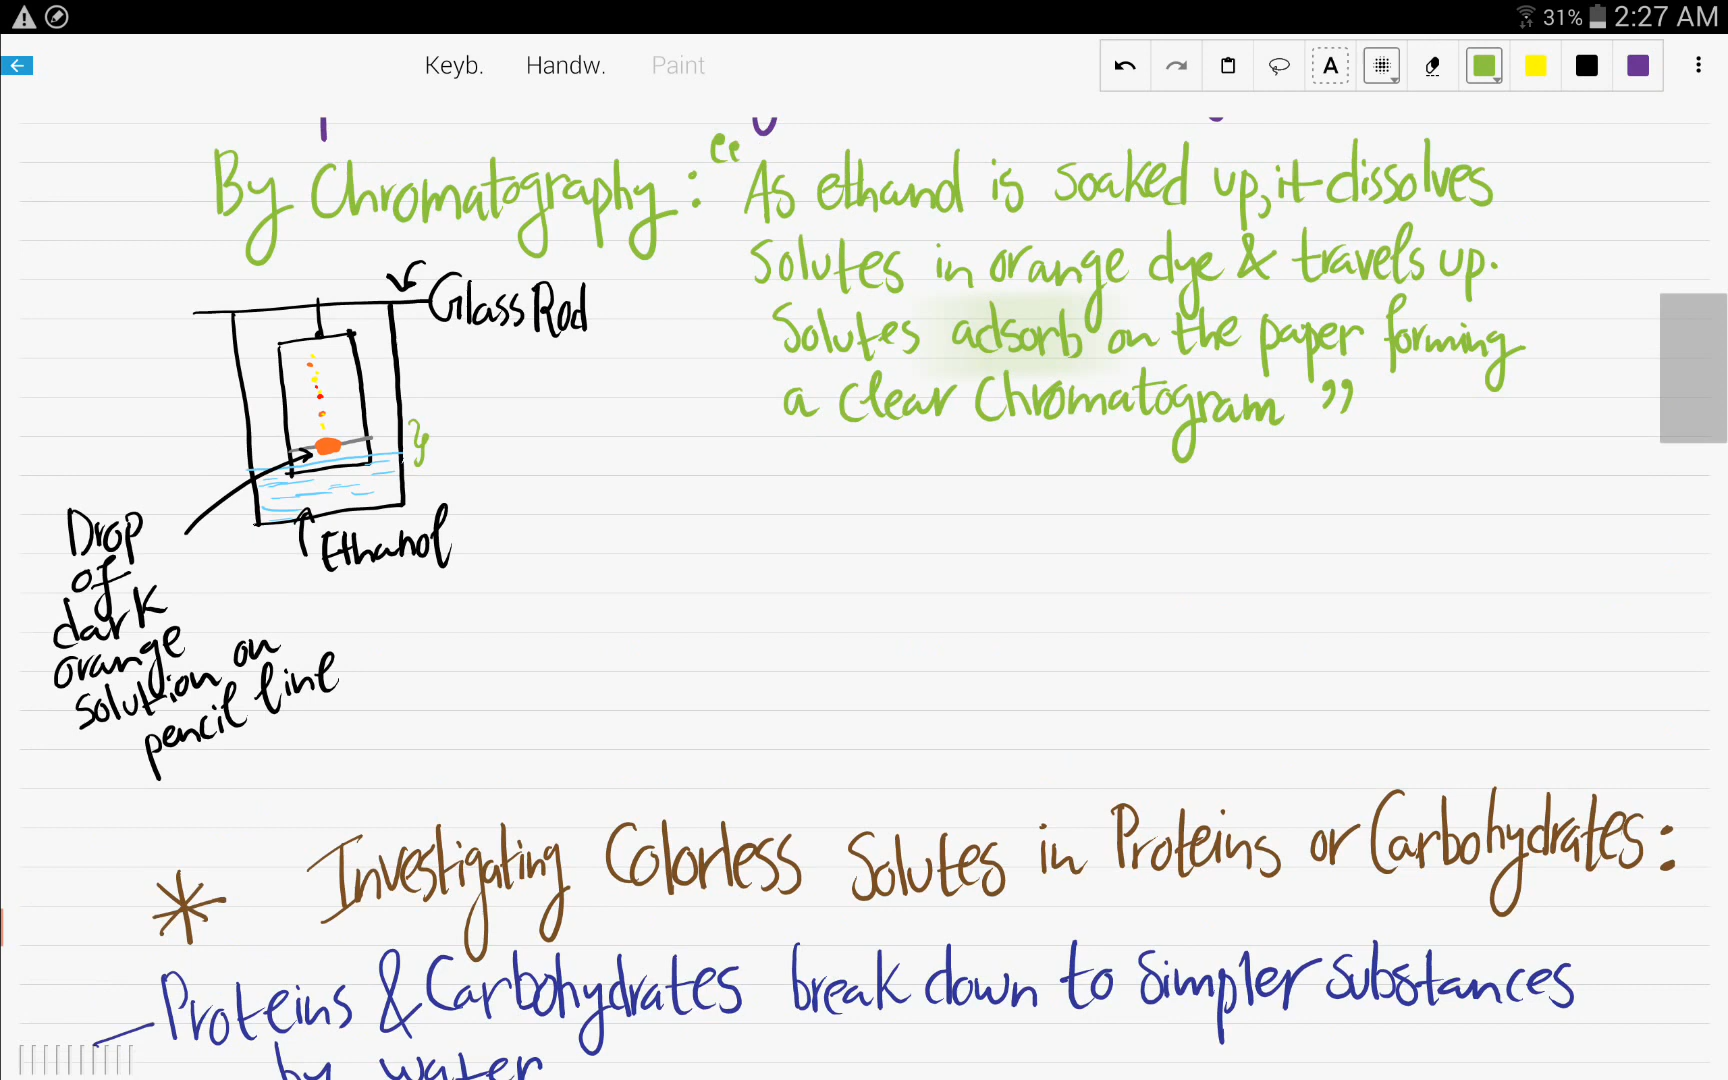 31% 2:27 AM
Keyb. Handw. Paint A
By Chromatography: “As ethanol is soaked up, it dissolves
solutes in orange dye & travels up.
Solutes adsorb on the paper forming
a clear Chromatogram”
Glass Rod
Ethanol
Drop
of
dark
orange
solution on
pencil line
* Investigating Colorless Solutes in Proteins or Carbohydrates:
– Proteins & Carbohydrates break down to simpler substances
by water